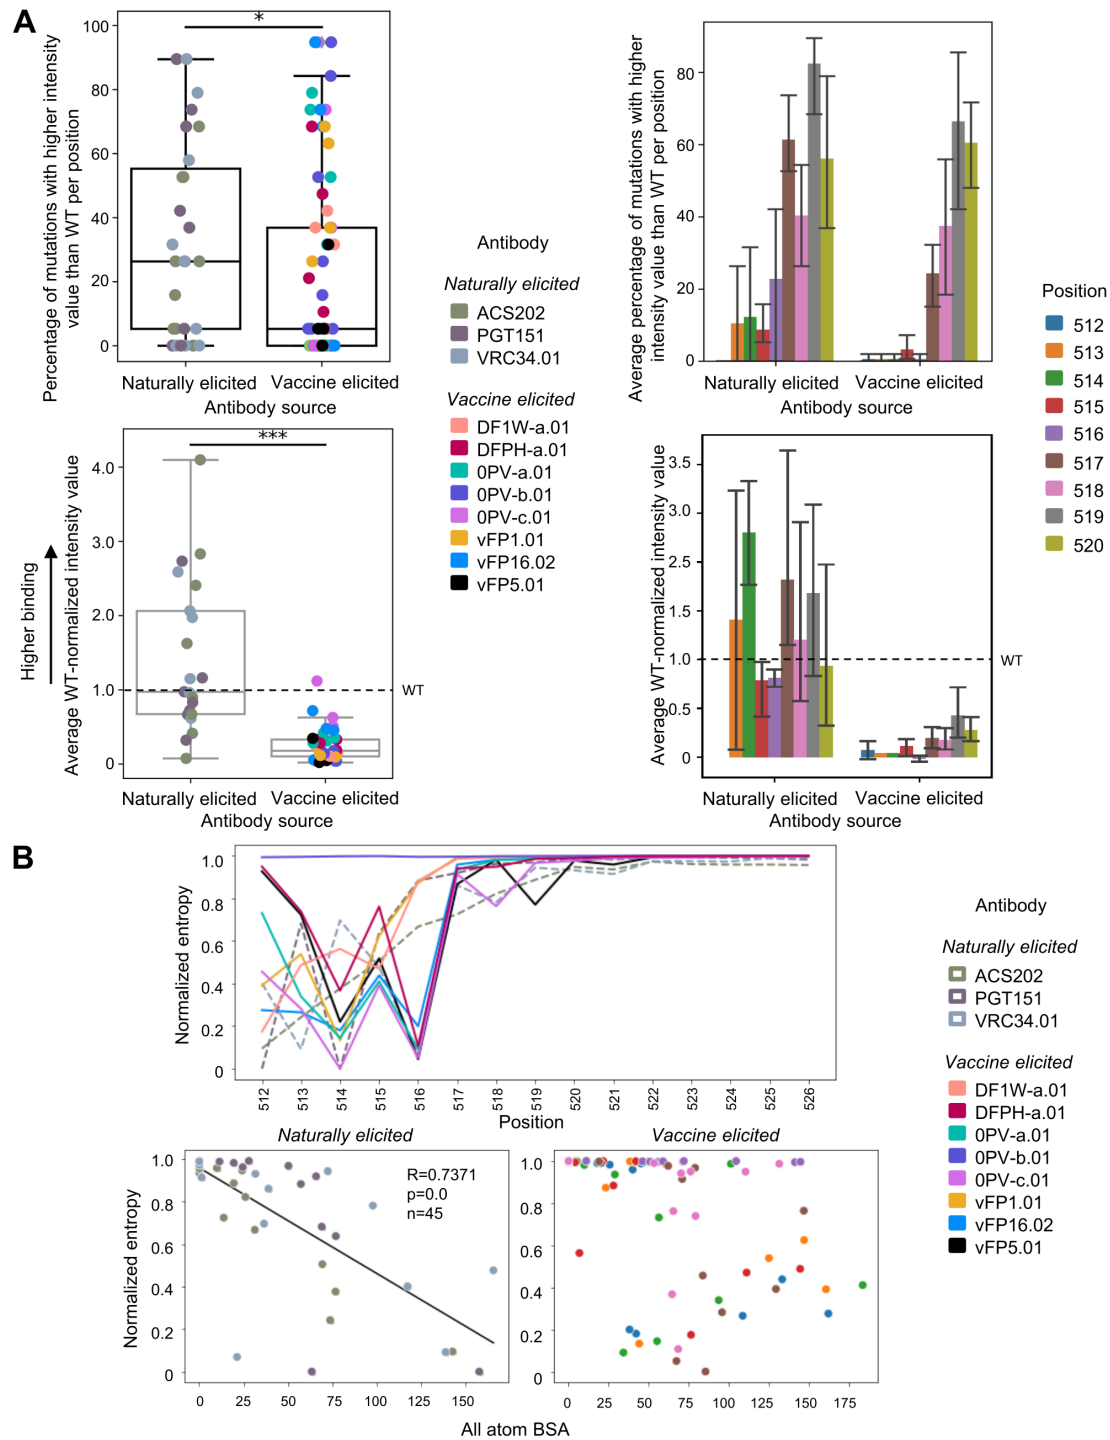 A
Percentage of mutations with higher intensity
value than WT per position
100
80
60
40
20
0
*
Naturally elicited
Vaccine elicited
Antibody source
Average percentage of mutations with higher
intensity value than WT per position
80
60
40
20
0
Naturally elicited
Vaccine elicited
Antibody source
Antibody
Naturally elicited
ACS202
PGT151
VRC34.01
Vaccine elicited
DF1W-a.01
DFPH-a.01
0PV-a.01
0PV-b.01
0PV-c.01
vFP1.01
vFP16.02
vFP5.01
Position
512
513
514
515
516
517
518
519
520
Higher binding
Average WT-normalized intensity value
4.0
3.0
2.0
1.0
0
***
WT
Naturally elicited
Vaccine elicited
Antibody source
Average WT-normalized intensity value
3.5
3.0
2.5
1.5
1.0
0.5
0
WT
Naturally elicited
Vaccine elicited
Antibody source
B
Normalized entropy
1.0
0.8
0.6
0.4
0.2
0
512
513
514
515
516
517
518
519
520
521
522
523
524
525
526
Position
Antibody
Naturally elicited
ACS202
PGT151
VRC34.01
Vaccine elicited
DF1W-a.01
DFPH-a.01
0PV-a.01
0PV-b.01
0PV-c.01
vFP1.01
vFP16.02
vFP5.01
Naturally elicited
Normalized entropy
1.0
0.8
0.6
0.4
0.2
0
R=0.7371
p=0.0
n=45
0
25
50
75
100
125
150
Vaccine elicited
1.0
0.8
0.6
0.4
0.2
0
0
25
50
75
100
125
150
175
All atom BSA